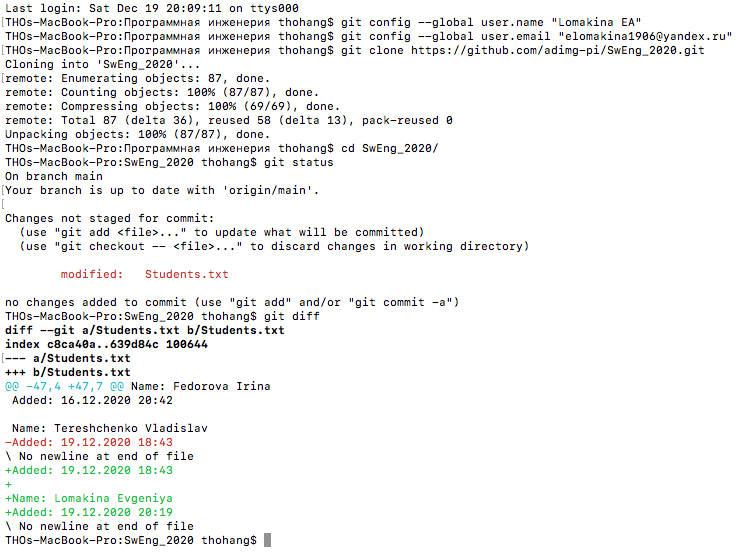 Last login: Sat Dec 19 20:09:11 on ttys000
[THOs-MacBook-Pro:Программная инженерия thohang$ git config --global user.name "Lomakina EA"
[THOs-MacBook-Pro:Программная инженерия thohang$ git config --global user.email "elomakina1906@yandex.ru"
THOs-MacBook-Pro:Программная инженерия thohang$ git clone https://github.com/adimg-pi/SwEng_2020.git
Cloning into 'SwEng_2020'...
[remote: Enumerating objects: 87, done.
remote: Counting objects: 100% (87/87), done.
remote: Compressing objects: 100% (69/69), done.
remote: Total 87 (delta 36), reused 58 (delta 13), pack-reused 0
Unpacking objects: 100% (87/87), done.
THOs-MacBook-Pro:Программная инженерия thohang$ cd SwEng_2020/
THOs-MacBook-Pro:SwEng_2020 thohang$ git status
On branch main
[Your branch is up to date with 'origin/main'.
[
Changes not staged for commit:
  (use "git add <file>..." to update what will be committed)
  (use "git checkout -- <file>..." to discard changes in working directory)

        modified:   Students.txt

no changes added to commit (use "git add" and/or "git commit -a")
THOs-MacBook-Pro:SwEng_2020 thohang$ git diff
diff --git a/Students.txt b/Students.txt
index c8ca40a..639d84c 100644
[--- a/Students.txt
+++ b/Students.txt
@@ -47,4 +47,7 @@ Name: Fedorova Irina
 Added: 16.12.2020 20:42

 Name: Tereshchenko Vladislav
-Added: 19.12.2020 18:43
\ No newline at end of file
+Added: 19.12.2020 18:43
+
+Name: Lomakina Evgeniya
+Added: 19.12.2020 20:19
\ No newline at end of file
THOs-MacBook-Pro:SwEng_2020 thohang$